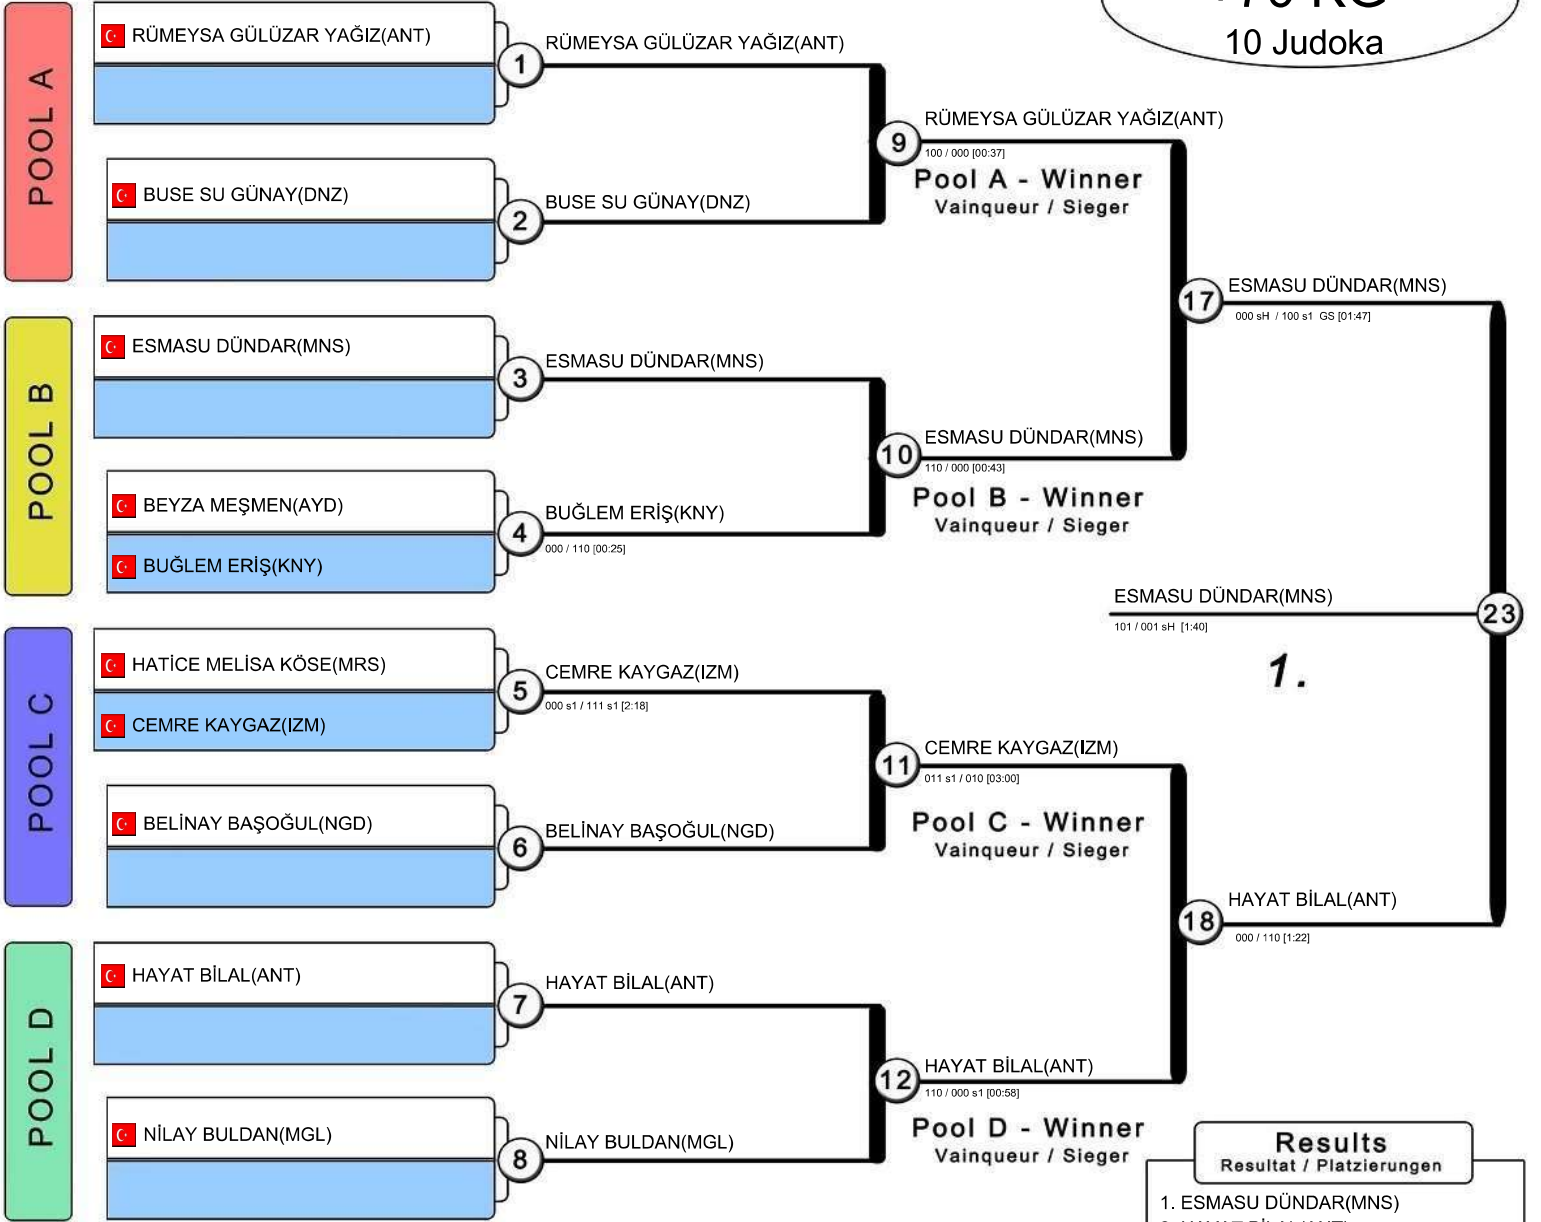 KG
10 Judoka
POOL A
RÜMEYSA GÜLÜZAR YAĞIZ(ANT)
1
RÜMEYSA GÜLÜZAR YAĞIZ(ANT)
BUSE SU GÜNAY(DNZ)
2
BUSE SU GÜNAY(DNZ)
9
RÜMEYSA GÜLÜZAR YAĞIZ(ANT)
100 / 000 [00:37]
Pool A - Winner
Vainqueur / Sieger
POOL B
ESMASU DÜNDAR(MNS)
3
ESMASU DÜNDAR(MNS)
BEYZA MEŞMEN(AYD)
BUĞLEM ERİŞ(KNY)
4
BUĞLEM ERİŞ(KNY)
000 / 110 [00:25]
10
ESMASU DÜNDAR(MNS)
110 / 000 [00:43]
Pool B - Winner
Vainqueur / Sieger
17
ESMASU DÜNDAR(MNS)
000 sH / 100 s1 GS [01:47]
POOL C
HATİCE MELİSA KÖSE(MRS)
CEMRE KAYGAZ(IZM)
5
CEMRE KAYGAZ(IZM)
000 s1 / 111 s1 [2:18]
BELİNAY BAŞOĞUL(NGD)
6
BELİNAY BAŞOĞUL(NGD)
11
CEMRE KAYGAZ(IZM)
011 s1 / 010 [03:00]
Pool C - Winner
Vainqueur / Sieger
POOL D
HAYAT BİLAL(ANT)
7
HAYAT BİLAL(ANT)
NİLAY BULDAN(MGL)
8
NİLAY BULDAN(MGL)
12
HAYAT BİLAL(ANT)
110 / 000 s1 [00:58]
Pool D - Winner
Vainqueur / Sieger
18
HAYAT BİLAL(ANT)
000 / 110 [1:22]
23
ESMASU DÜNDAR(MNS)
101 / 001 sH [1:40]
1.
Results
Resultat / Platzierungen
1. ESMASU DÜNDAR(MNS)